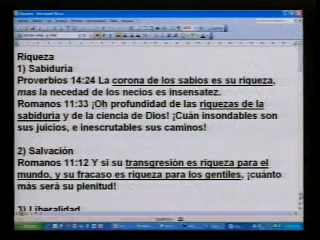 Riqueza
1) Sabiduria
Proverbios 14:24 La corona de los sabios es su riqueza,
mas la necedad de los necios es insensatez.
Romanos 11:33 ¡Oh profundidad de las riquezas de la
sabiduria y de la ciencia de Dios! ¡Cuán insondables son
sus juicios, e inescrutables sus caminos!
2) Salvación
Romanos 11:12 Y si su transgresión es riqueza para el
mundo, y su fracaso es riqueza para los gentiles, ¡cuánto
más será su plenitud!
3) Liberalidad